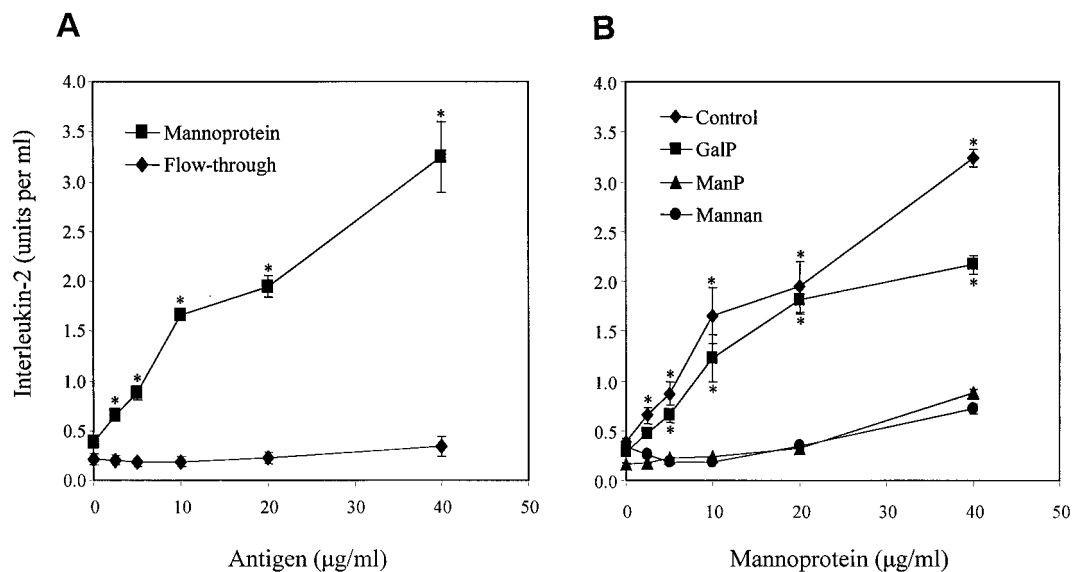 A
Interleukin-2 (units per ml)
4.0
3.5
3.0
2.5
2.0
1.5
1.0
0.5
0.0
Mannoprotein
Flow-through
*
*
*
*
*
*
0 10 20 30 40 50
Antigen (µg/ml)
B
4.0
3.5
3.0
2.5
2.0
1.5
1.0
0.5
0.0
Control
GalP
ManP
Mannan
*
*
*
*
*
*
*
*
*
0 10 20 30 40 50
Mannoprotein (µg/ml)